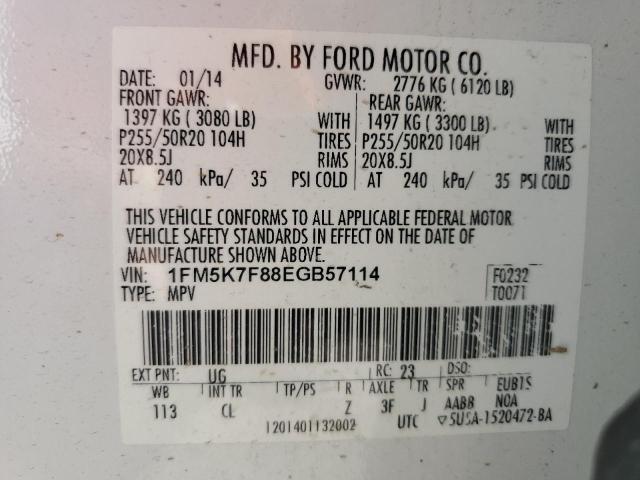 MFD. BY FORD MOTOR CO.
DATE: 01/14 GVWR: 2776 KG ( 6120 LB)
FRONT GAWR: REAR GAWR:
1397 KG ( 3080 LB) WITH 1497 KG ( 3300 LB) WITH
P255/50R20 104H TIRES P255/50R20 104H TIRES
20X8.5J RIMS 20X8.5J RIMS
AT 240 kPa/ 35 PSI COLD AT 240 kPa/ 35 PSI COLD
THIS VEHICLE CONFORMS TO ALL APPLICABLE FEDERAL MOTOR
VEHICLE SAFETY STANDARDS IN EFFECT ON THE DATE OF
MANUFACTURE SHOWN ABOVE.
VIN: 1FM5K7F88EGB57114 F0232
TYPE: MPV T0071
EXT PNT: UG RC: 23 DSO:
WB INT TR TP/PS R AXLE TR SPR EUB1S
113 CL Z 3F J AABB NOA
1201401132002 UTC ▽5USA-1520472-BA